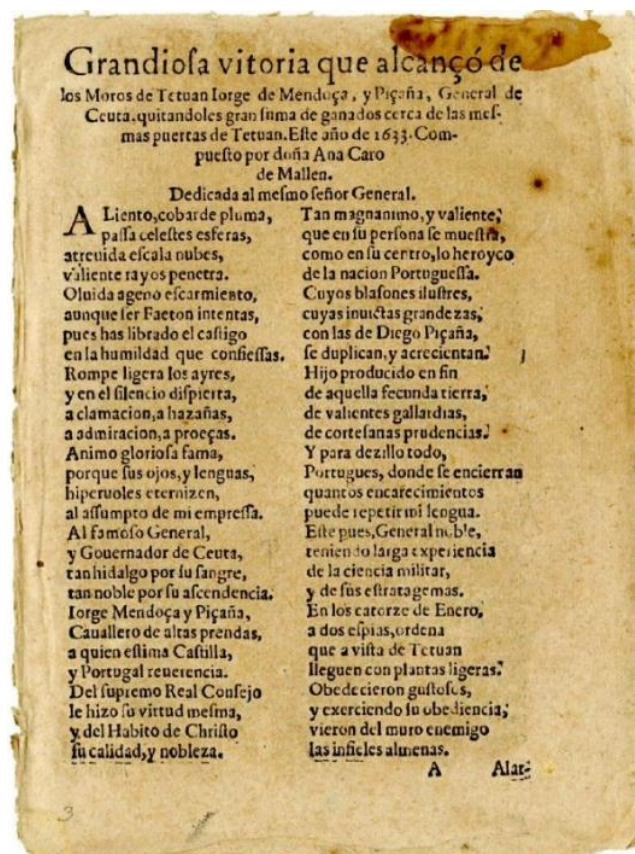 Grandioſa vitoria que alcançó de
los Moros de Tetuan Iorge de Mendoça, y Piçaña, General de
Ceuta, quitandoles gran ſuma de ganados cerca de las meſ-
mas puertas de Tetuan. Eſte año de 1633. Com-
pueſto por doña Ana Caro
de Mallen.
Dedicada al meſmo ſeñor General.
ALiento, cobarde pluma,
paſſa celeſtes eſferas,
atreuida eſcala nubes,
valiente rayos penetra.
Oluida ageno eſcarmiento,
aunque ſer Faeton intentas,
pues has librado el caſtigo
en la humildad que confieſſas.
Rompe ligera los ayres,
y en el ſilencio diſpierta,
a clamacion, a hazañas,
a admiracion, a proeças.
Animo glorioſa fama,
porque ſus ojos, y lenguas,
hiperuoles eternizen,
al aſſumpto de mi empreſſa.
Al famoſo General,
y Gouernador de Ceuta,
tan hidalgo por ſu ſangre,
tan noble por ſu aſcendencia.
Iorge Mendoça y Piçaña,
Cauallero de altas prendas,
a quien eſtima Caſtilla,
y Portugal reuerencia.
Del ſupremo Real Conſejo
le hizo ſu virtud meſma,
y del Habito de Chriſto
ſu calidad, y nobleza.
Tan magnanimo, y valiente,
que en ſu perſona ſe mueſtra,
como en ſu centro, lo heroyco
de la nacion Portugueſſa.
Cuyos blaſones iluſtres,
cuyas inuictas grandezas,
con las de Diego Piçaña,
ſe duplican, y acrecientan.
Hijo producido en fin
de aquella fecunda tierra,
de valientes gallardias,
de corteſanas prudencias.
Y para dezillo todo,
Portugues, donde ſe encierran
quantos encarecimientos
puede repetir mi lengua.
Eſte pues, General noble,
teniendo larga experiencia
de la ciencia militar,
y de ſus eſtratagemas.
En los catorze de Enero,
a dos eſpias, ordena
que a viſta de Tetuan
lleguen con plantas ligeras.
Obedecieron guſtoſos,
y exerciendo ſu obediencia,
vieron del muro enemigo
las infieles almenas.
A Alar-
3